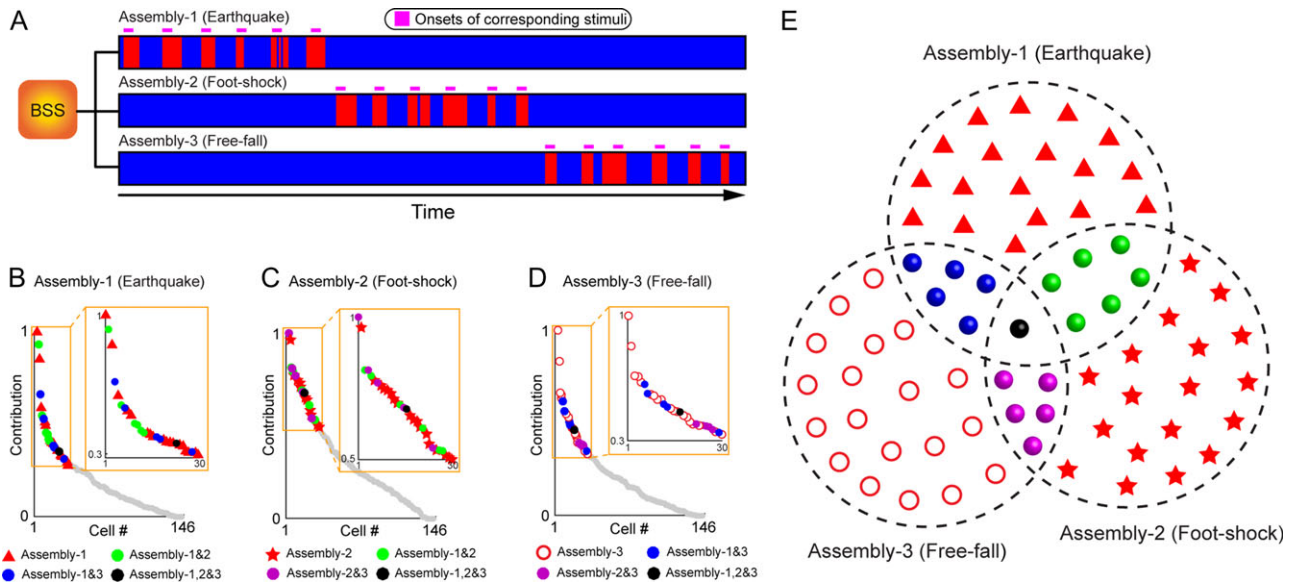 A
Assembly-1 (Earthquake)
Onsets of corresponding stimuli
BSS
Assembly-2 (Foot-shock)
Assembly-3 (Free-fall)
Time
B
Assembly-1 (Earthquake)
1
Contribution
0
1
Cell #
146
1
0.3
1
30
Assembly-1
Assembly-1&2
Assembly-1&3
Assembly-1,2&3
C
Assembly-2 (Foot-shock)
1
Contribution
0
1
Cell #
146
1
0.5
1
30
Assembly-2
Assembly-1&2
Assembly-2&3
Assembly-1,2&3
D
Assembly-3 (Free-fall)
1
Contribution
0
1
Cell #
146
1
0.3
1
30
Assembly-3
Assembly-1&3
Assembly-2&3
Assembly-1,2&3
E
Assembly-1 (Earthquake)
Assembly-2 (Foot-shock)
Assembly-3 (Free-fall)